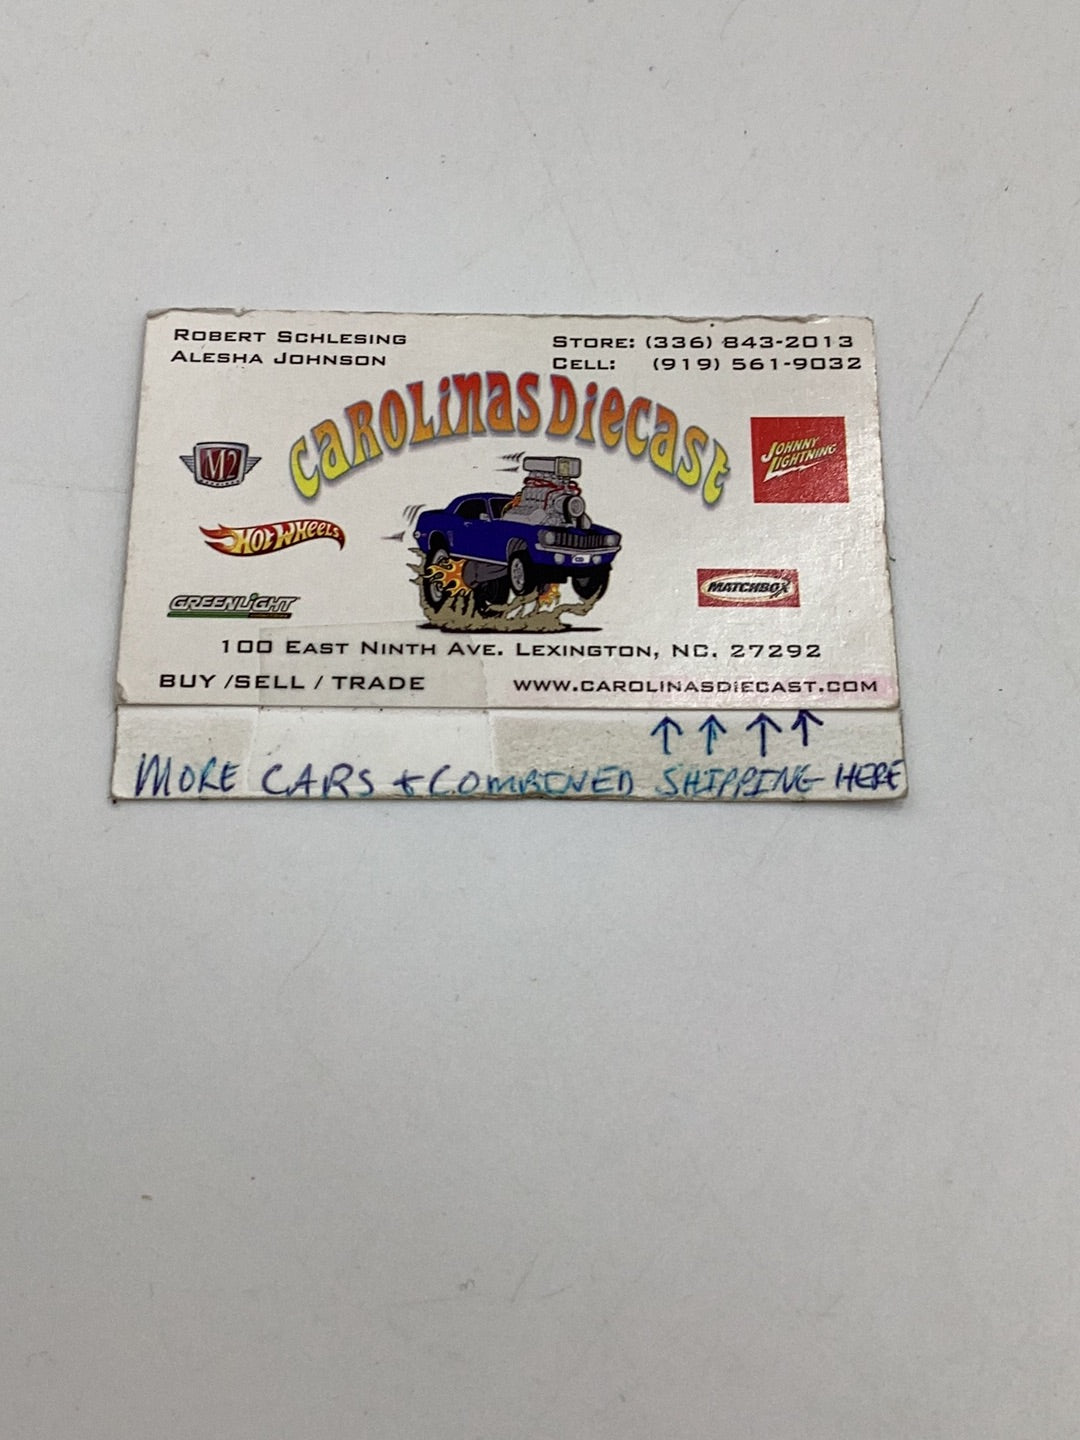 ROBERT SCHLESING
ALESHA JOHNSON
STORE: (336) 843-2013
CELL: (919) 561-9032
CAROLINAS DIECAST
M2
JOHNNY LIGHTNING
HOT WHEELS
MATCHBOX
GREENLIGHT
100 EAST NINTH AVE. LEXINGTON, NC. 27292
BUY /SELL / TRADE
WWW.CAROLINASDIECAST.COM
↑ ↑ ↑ ↑
MORE CARS + COMBINED SHIPPING HERE